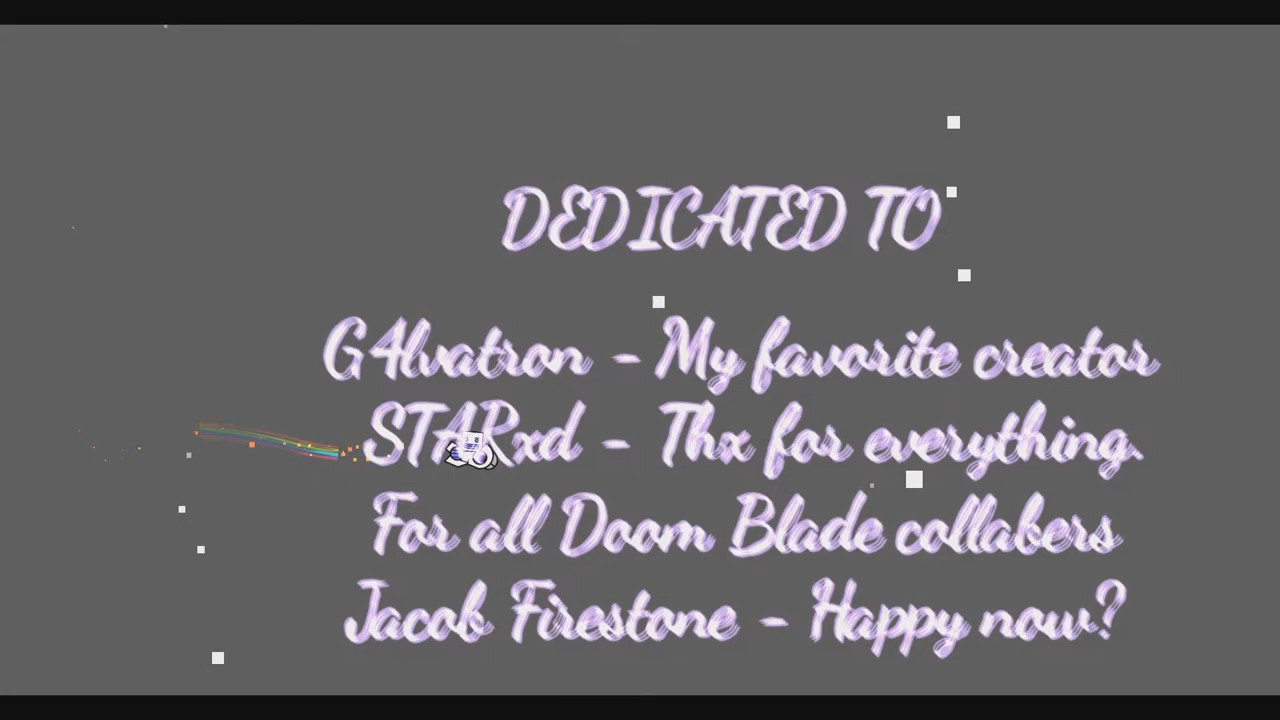 DEDICATED TO
G4lvatron - My favorite creator
STARxd - Thx for everything.
For all Doom Blade collabers
Jacob Firestone - Happy now?